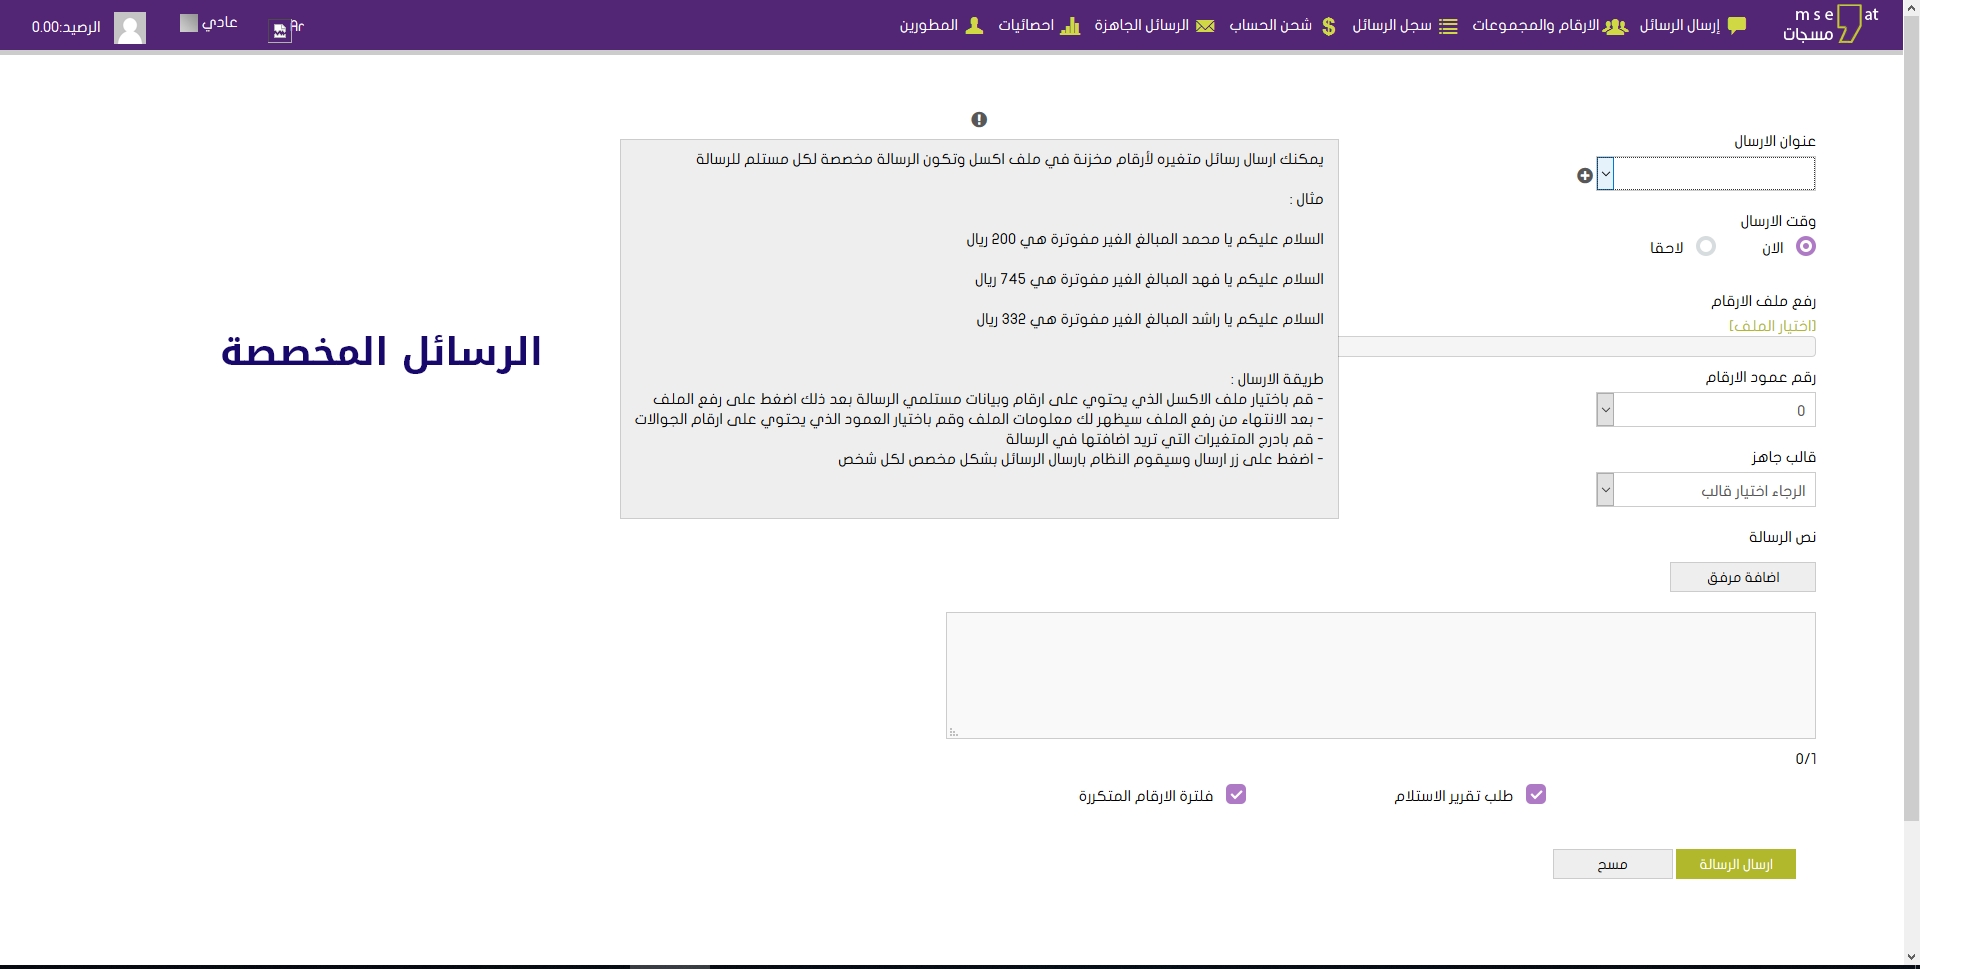 m s e at
مسجات
إرسال الرسائل
الارقام والمجموعات
سجل الرسائل
شحن الحساب
الرسائل الجاهزة
احصائيات
المطورين
Ar
عادي
الرصيد:0.00
عنوان الارسال
وقت الارسال
الان
لاحقا
رفع ملف الارقام
[اختيار الملف]
رقم عمود الارقام
0
قالب جاهز
الرجاء اختيار قالب
نص الرسالة
اضافة مرفق
يمكنك ارسال رسائل متغيره لأرقام مخزنة في ملف اكسل وتكون الرسالة مخصصة لكل مستلم للرسالة
مثال :
السلام عليكم يا محمد المبالغ الغير مفوترة هي 200 ريال
السلام عليكم يا فهد المبالغ الغير مفوترة هي 745 ريال
السلام عليكم يا راشد المبالغ الغير مفوترة هي 332 ريال
طريقة الارسال :
- قم باختيار ملف الاكسل الذي يحتوي على ارقام وبيانات مستلمي الرسالة بعد ذلك اضغط على رفع الملف
- بعد الانتهاء من رفع الملف سيظهر لك معلومات الملف وقم باختيار العمود الذي يحتوي على ارقام الجوالات
- قم بادرج المتغيرات التي تريد اضافتها في الرسالة
- اضغط على زر ارسال وسيقوم النظام بارسال الرسائل بشكل مخصص لكل شخص
الرسائل المخصصة
0/1
طلب تقرير الاستلام
فلترة الارقام المتكررة
ارسال الرسالة
مسح